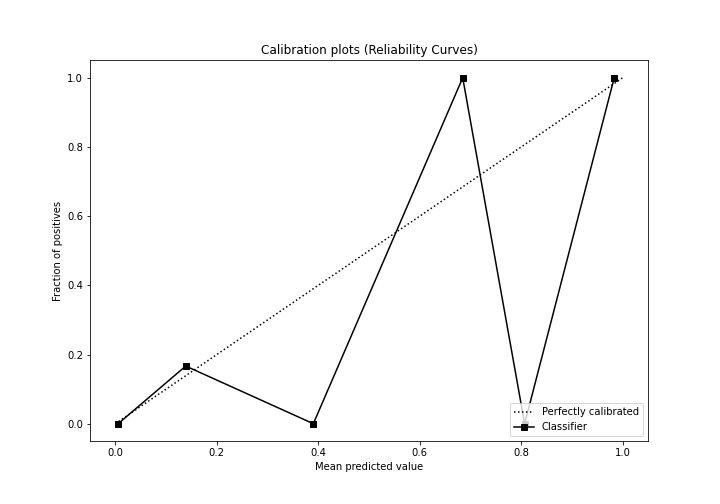 Calibration plots (Reliability Curves)
1.0
0.8
0.6
0.4
0.2
0.0
Fraction of positives
Perfectly calibrated
Classifier
0.0 0.2 0.4 0.6 0.8 1.0
Mean predicted value